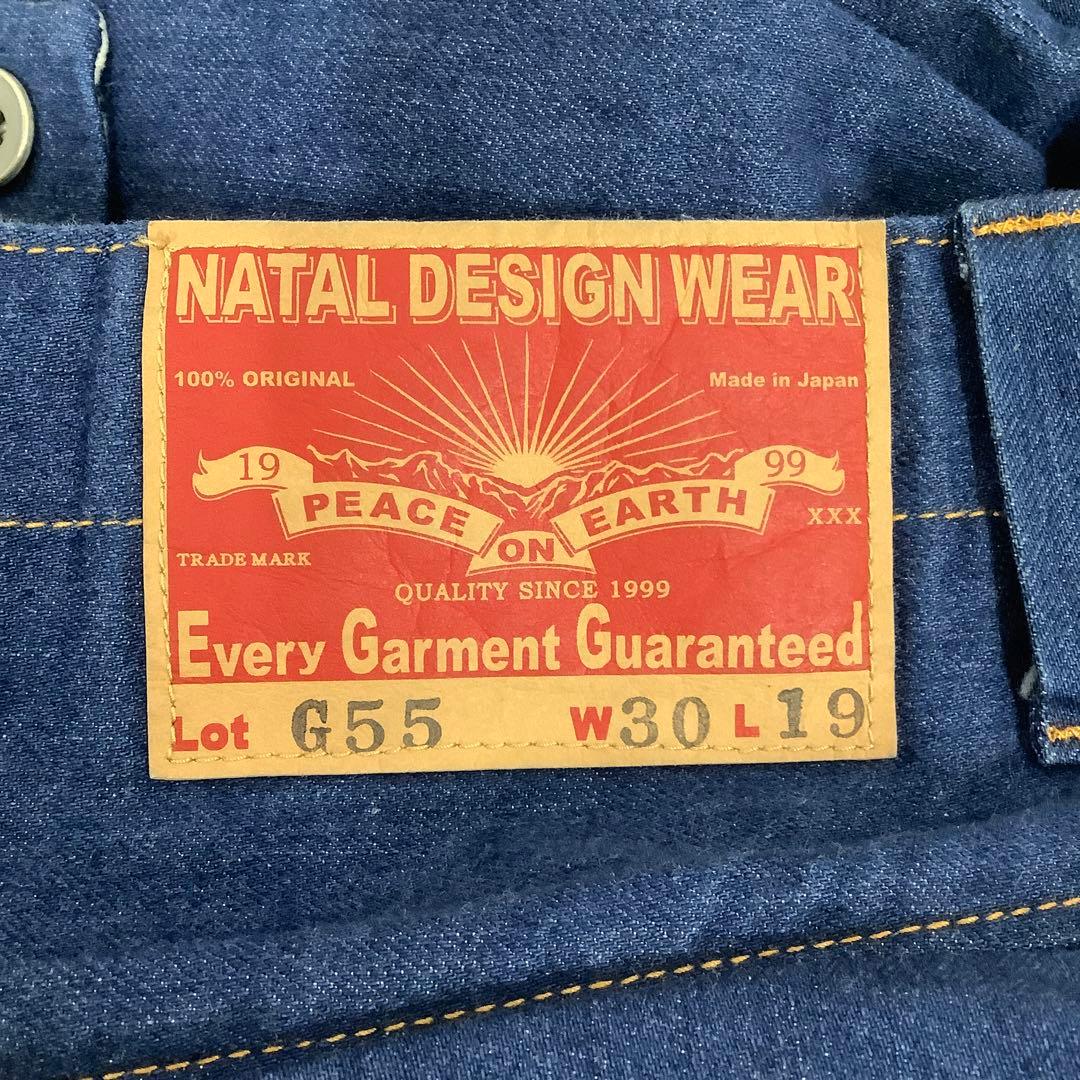 NATAL DESIGN WEAR
100% ORIGINAL Made in Japan
19 99
PEACE ON EARTH
XXX
TRADE MARK
QUALITY SINCE 1999
Every Garment Guaranteed
Lot G55 W30 L19